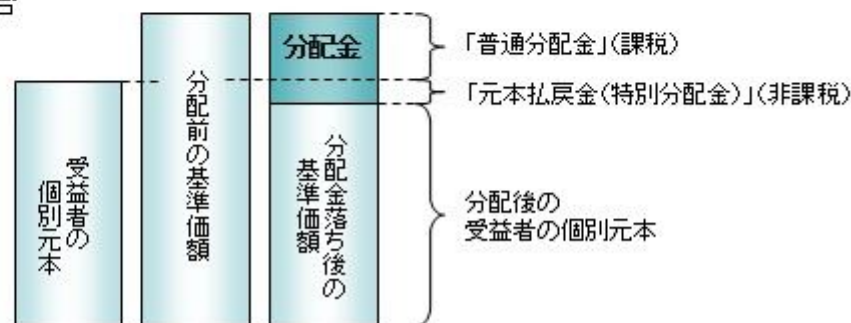 分配金
「普通分配金」(課税)
「元本払戻金(特別分配金)」(非課税)
受益者の
個別元本
分配前の基準価額
分配金落ち後の
基準価額
分配後の
受益者の個別元本